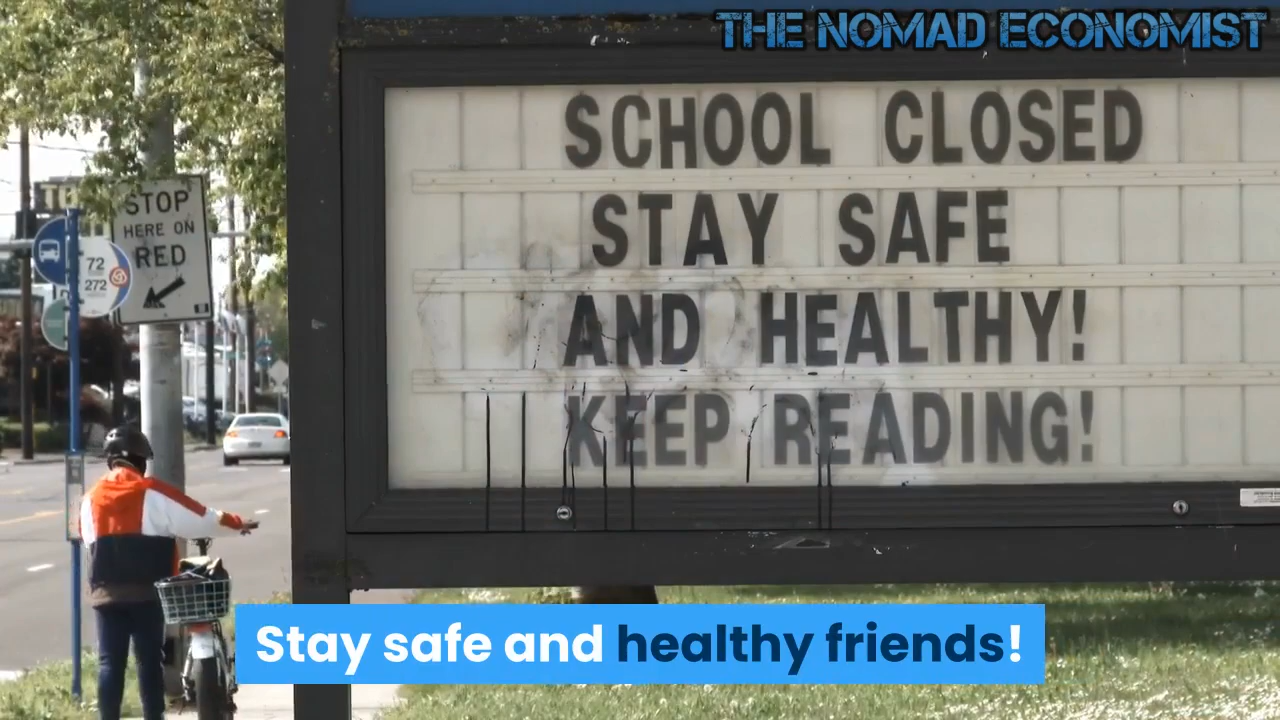 THE NOMAD ECONOMIST
SCHOOL CLOSED
STAY SAFE
AND HEALTHY!
KEEP READING!
STOP
HERE ON
RED
72
272
Stay safe and healthy friends!